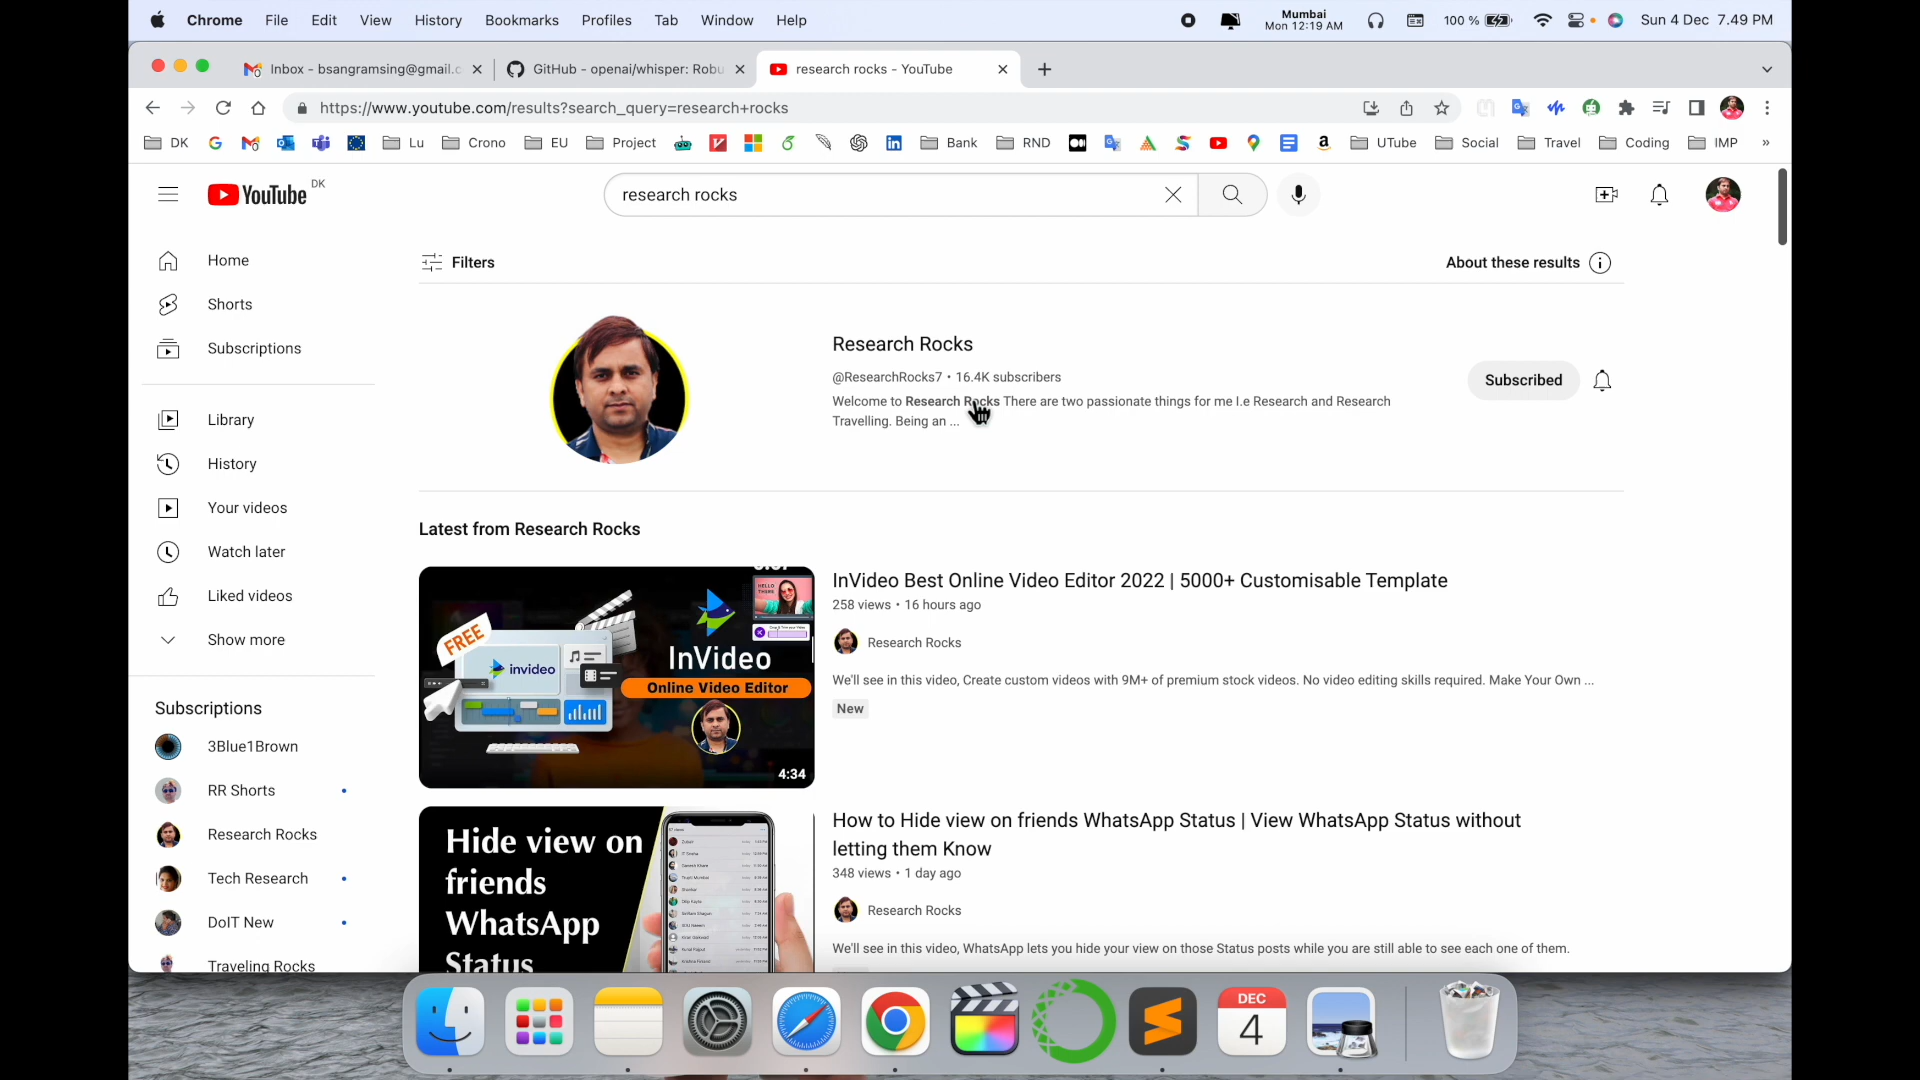 Chrome File Edit View History Bookmarks Profiles Tab Window Help
Mumbai
Mon 12:19 AM
100 %
Sun 4 Dec 7.49 PM
Inbox - bsangramsing@gmail.c
GitHub - openai/whisper: Robu
research rocks - YouTube
https://www.youtube.com/results?search_query=research+rocks
DK Lu Crono EU Project Bank RND UTube Social Travel Coding IMP »
YouTube DK
research rocks
Home
Shorts
Subscriptions
Library
History
Your videos
Watch later
Liked videos
Show more
Subscriptions
3Blue1Brown
RR Shorts
Research Rocks
Tech Research
DoIT New
Traveling Rocks
Filters
About these results
Research Rocks
@ResearchRocks7 • 16.4K subscribers
Welcome to Research Rocks There are two passionate things for me I.e Research and Research
Travelling. Being an ...
Subscribed
Latest from Research Rocks
FREE
invideo
HELLO
THERE
InVideo
Online Video Editor
4:34
InVideo Best Online Video Editor 2022 | 5000+ Customisable Template
258 views • 16 hours ago
Research Rocks
We'll see in this video, Create custom videos with 9M+ of premium stock videos. No video editing skills required. Make Your Own ...
New
Hide view on
friends
WhatsApp
Status
How to Hide view on friends WhatsApp Status | View WhatsApp Status without
letting them Know
348 views • 1 day ago
Research Rocks
We'll see in this video, WhatsApp lets you hide your view on those Status posts while you are still able to see each one of them.
DEC
4